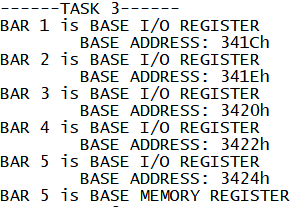 ------TASK 3------
BAR 1 is BASE I/O REGISTER
BASE ADDRESS: 341Ch
BAR 2 is BASE I/O REGISTER
BASE ADDRESS: 341Eh
BAR 3 is BASE I/O REGISTER
BASE ADDRESS: 3420h
BAR 4 is BASE I/O REGISTER
BASE ADDRESS: 3422h
BAR 5 is BASE I/O REGISTER
BASE ADDRESS: 3424h
BAR 5 is BASE MEMORY REGISTER